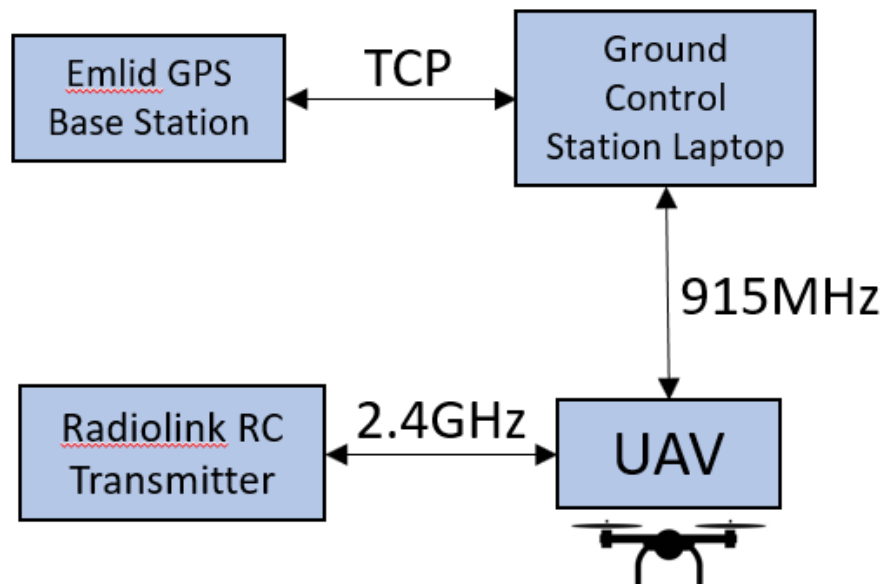 Emlid GPS
Base Station
TCP
Ground
Control
Station Laptop
915MHz
Radiolink RC
Transmitter
2.4GHz
UAV